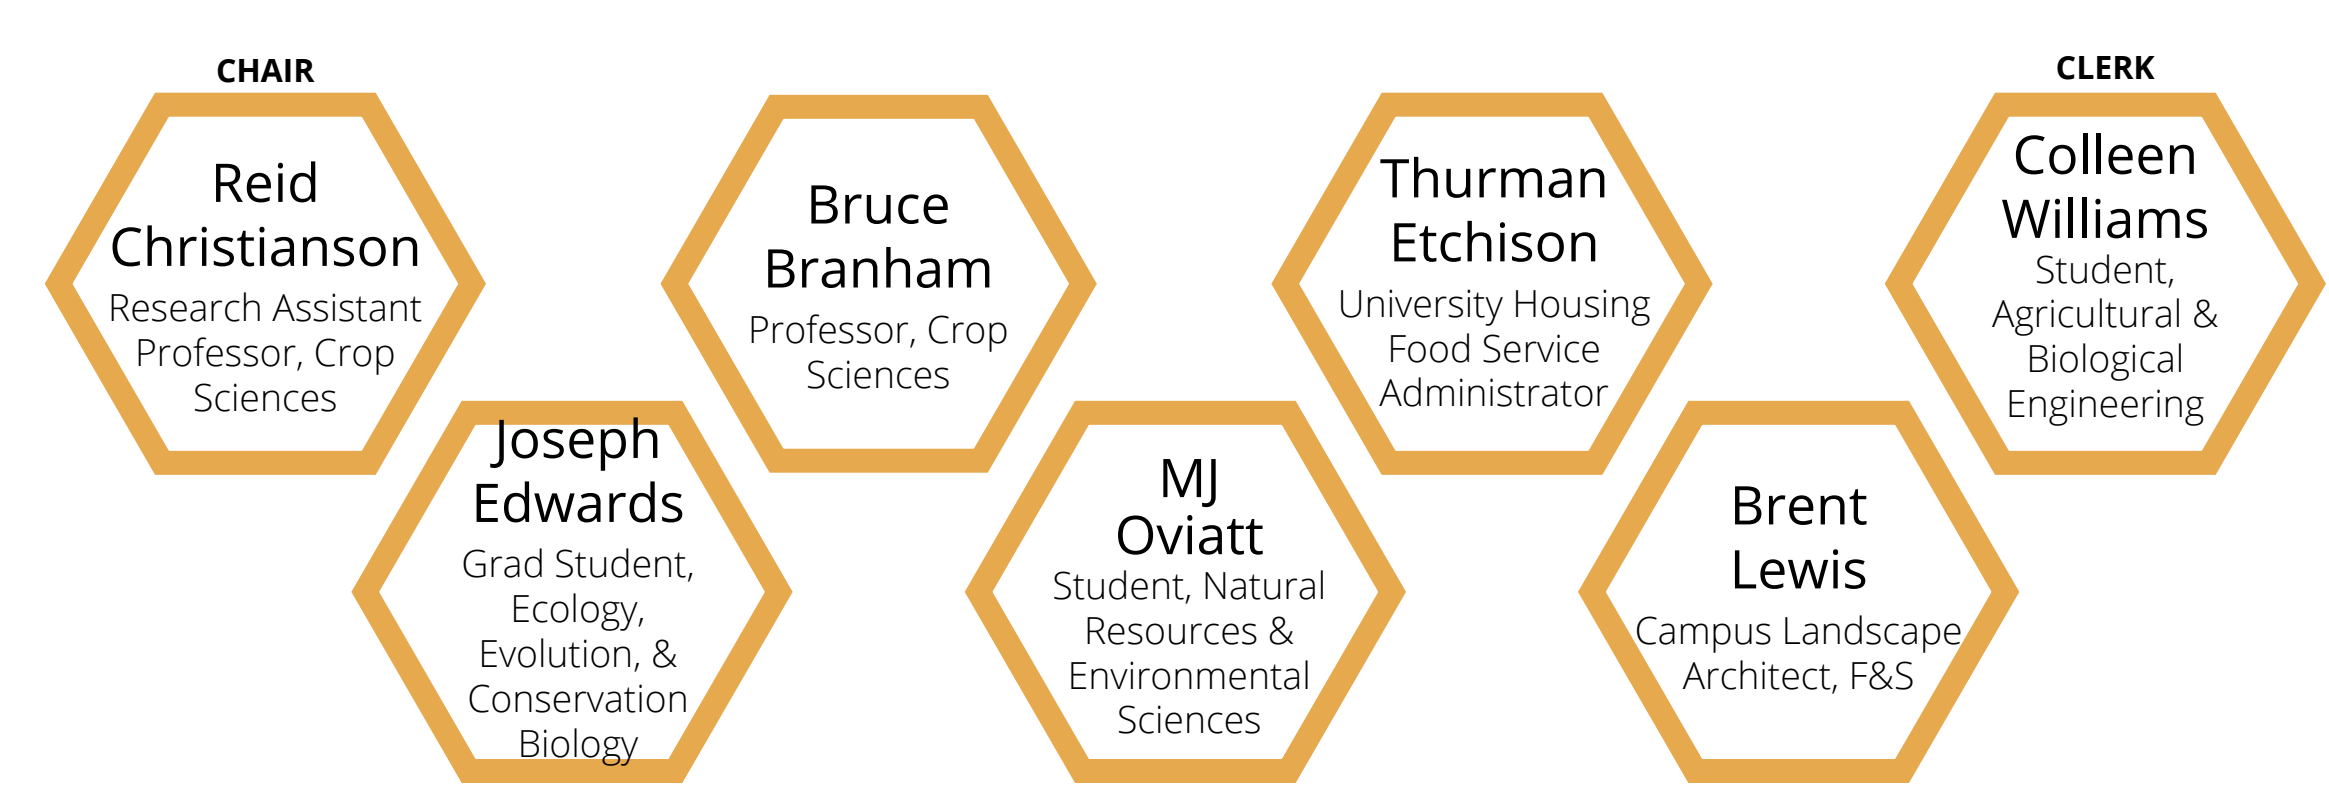 CHAIR
Reid
Christianson
Research Assistant
Professor, Crop
Sciences
Joseph
Edwards
Grad Student,
Ecology,
Evolution, &
Conservation
Biology
Bruce
Branham
Professor, Crop
Sciences
MJ
Oviatt
Student, Natural
Resources &
Environmental
Sciences
Thurman
Etchison
University Housing
Food Service
Administrator
Brent
Lewis
Campus Landscape
Architect, F&S
CLERK
Colleen
Williams
Student,
Agricultural &
Biological
Engineering